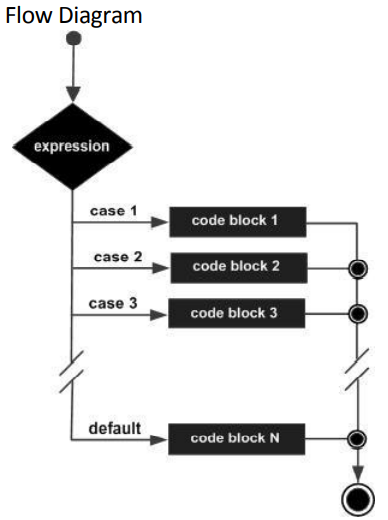 Flow Diagram
expression
case 1
code block 1
case 2
code block 2
case 3
code block 3
default
code block N